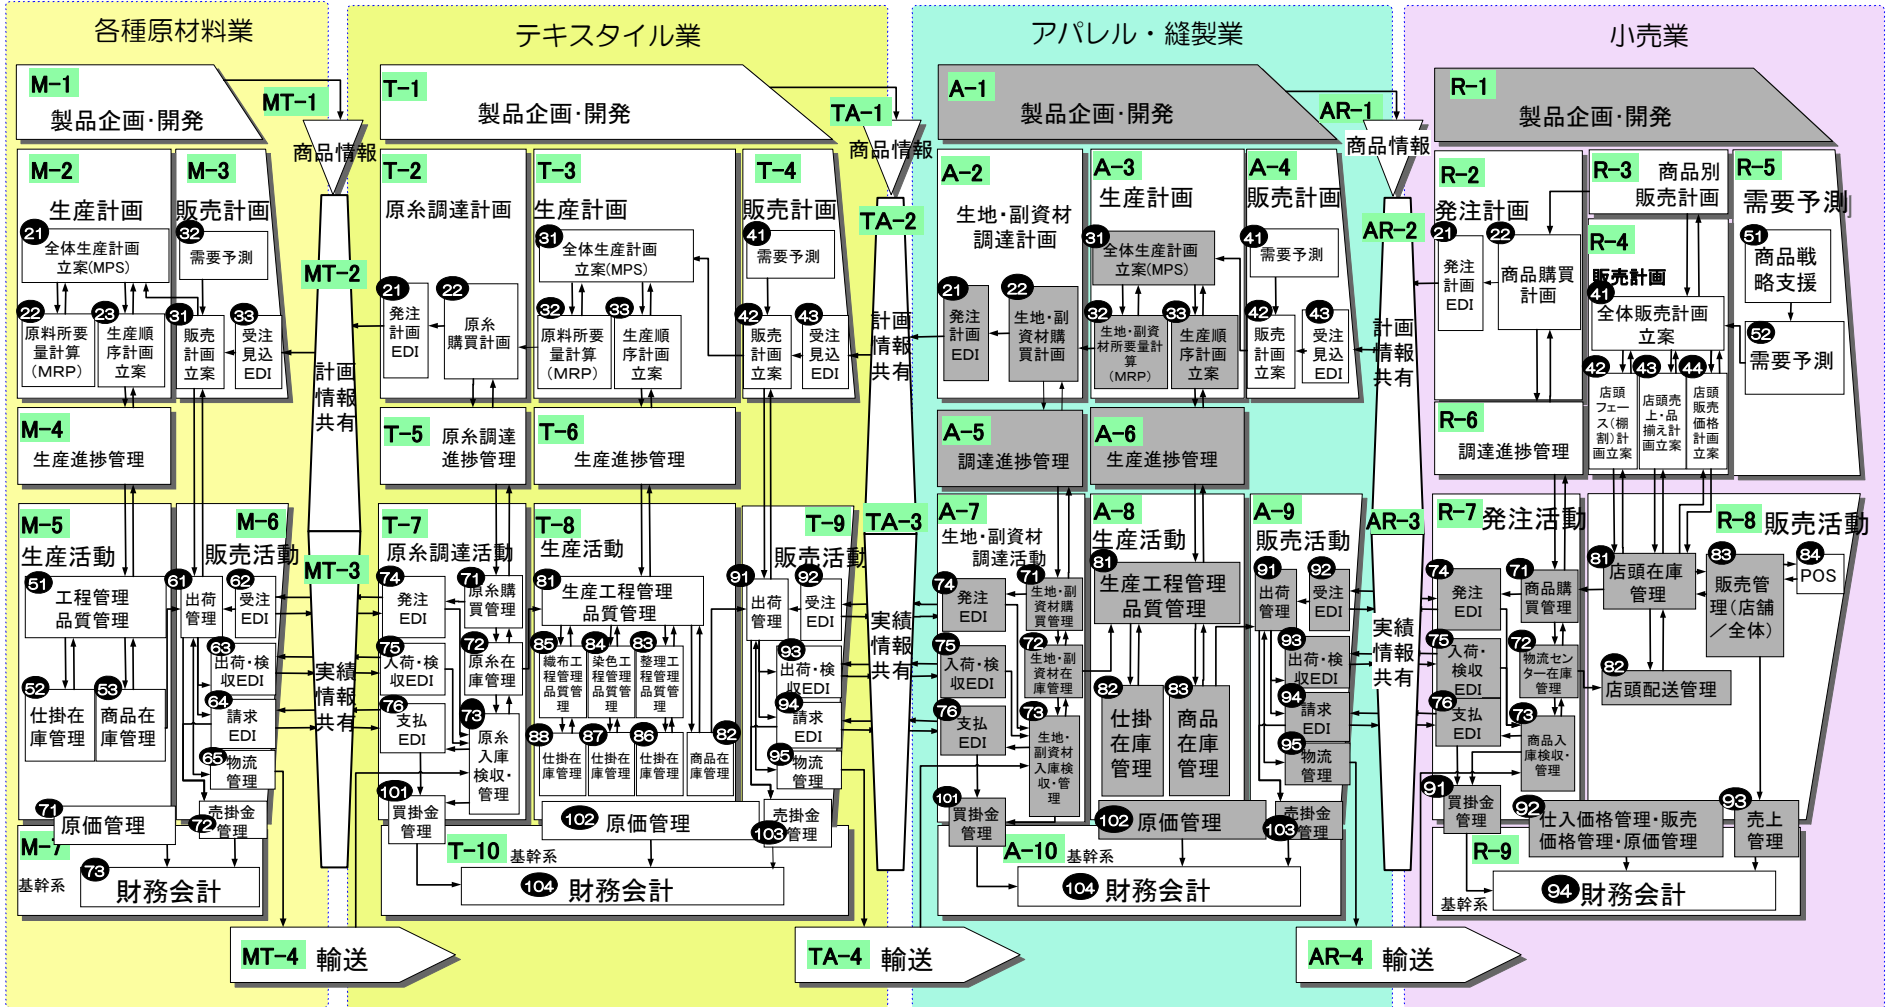 各種原材料業
M-1
製品企画･開発
MT-1
商品情報
M-2
生産計画
21
全体生産計画
立案(MPS)
22
原料所要
量計算
(MRP)
23
生産順
序計画
立案
M-3
販売計画
32
需要予測
31
販売
計画
立案
33
受注
見込
EDI
MT-2
計画
情報
共有
M-4
生産進捗管理
M-5
生産活動
51
工程管理
品質管理
52
仕掛在
庫管理
53
商品在
庫管理
M-6
販売活動
61
出荷
管理
62
受注
EDI
63
出荷・検
収EDI
64
請求
EDI
65
物流
管理
MT-3
実績
情報
共有
71
原価管理
72
売掛金
管理
M-7
基幹系
73
財務会計
MT-4
輸送
テキスタイル業
T-1
製品企画･開発
TA-1
商品情報
T-2
原糸調達計画
21
発注
計画
EDI
22
原糸
購買計画
T-3
生産計画
31
全体生産計画
立案(MPS)
32
原料所要
量計算
(MRP)
33
生産順
序計画
立案
T-4
販売計画
41
需要予測
42
販売
計画
立案
43
受注
見込
EDI
TA-2
計画
情報
共有
T-5
原糸調達
進捗管理
T-6
生産進捗管理
T-7
原糸調達活動
74
発注
EDI
71
原糸購
買管理
75
入荷・検
収EDI
72
原糸在
庫管理
76
支払
EDI
73
原糸
入庫
検収・
管理
T-8
生産活動
81
生産工程管理
品質管理
85
織布工
程管理
品質管
理
84
染色工
程管理
品質管
理
83
整理工
程管理
品質管
理
88
仕掛在
庫管理
87
仕掛在
庫管理
86
仕掛在
庫管理
82
商品在
庫管理
T-9
販売活動
91
出荷
管理
92
受注
EDI
93
出荷・検
収EDI
94
請求
EDI
95
物流
管理
TA-3
実績
情報
共有
101
買掛金
管理
102
原価管理
103
売掛金
管理
T-10
基幹系
104
財務会計
TA-4
輸送
アパレル・縫製業
A-1
製品企画･開発
AR-1
商品情報
A-2
生地・副資材
調達計画
21
発注
計画
EDI
22
生地・副
資材購
買計画
A-3
生産計画
31
全体生産計画
立案(MPS)
32
生地・副資
材所要量計
算
(MRP)
33
生産順
序計画
立案
A-4
販売計画
41
需要予測
42
販売
計画
立案
43
受注
見込
EDI
AR-2
計画
情報
共有
A-5
調達進捗管理
A-6
生産進捗管理
A-7
生地・副資材
調達活動
74
発注
EDI
71
生地・副
資材購
買管理
75
入荷・検
収EDI
72
生地・副
資材在
庫管理
76
支払
EDI
73
生地・
副資材
入庫検
収・管
理
A-8
生産活動
81
生産工程管理
品質管理
82
仕掛
在庫
管理
83
商品
在庫
管理
A-9
販売活動
91
出荷
管理
92
受注
EDI
93
出荷・検
収EDI
94
請求
EDI
95
物流
管理
AR-3
実績
情報
共有
101
買掛金
管理
102
原価管理
103
売掛金
管理
A-10
基幹系
104
財務会計
AR-4
輸送
小売業
R-1
製品企画･開発
R-2
発注計画
21
発注
計画
EDI
22
商品購買
計画
R-3
商品別
販売計画
R-4
販売計画
41
全体販売計画
立案
42
店頭
フェー
ス(棚
割)計
画立案
43
店頭売
上・品
揃え計
画立案
44
店頭
販売
価格
計画
立案
R-5
需要予測
51
商品戦
略支援
52
需要予測
R-6
調達進捗管理
R-7
発注活動
74
発注
EDI
71
商品購
買管理
75
入荷・
検収
EDI
72
物流セン
ター在庫
管理
76
支払
EDI
73
商品入
庫検収・
管理
R-8
販売活動
81
店頭在庫
管理
83
販売管
理(店舗
／全体)
84
POS
82
店頭配送管理
91
買掛金
管理
92
仕入価格管理・販売
価格管理・原価管理
93
売上
管理
R-9
基幹系
94
財務会計